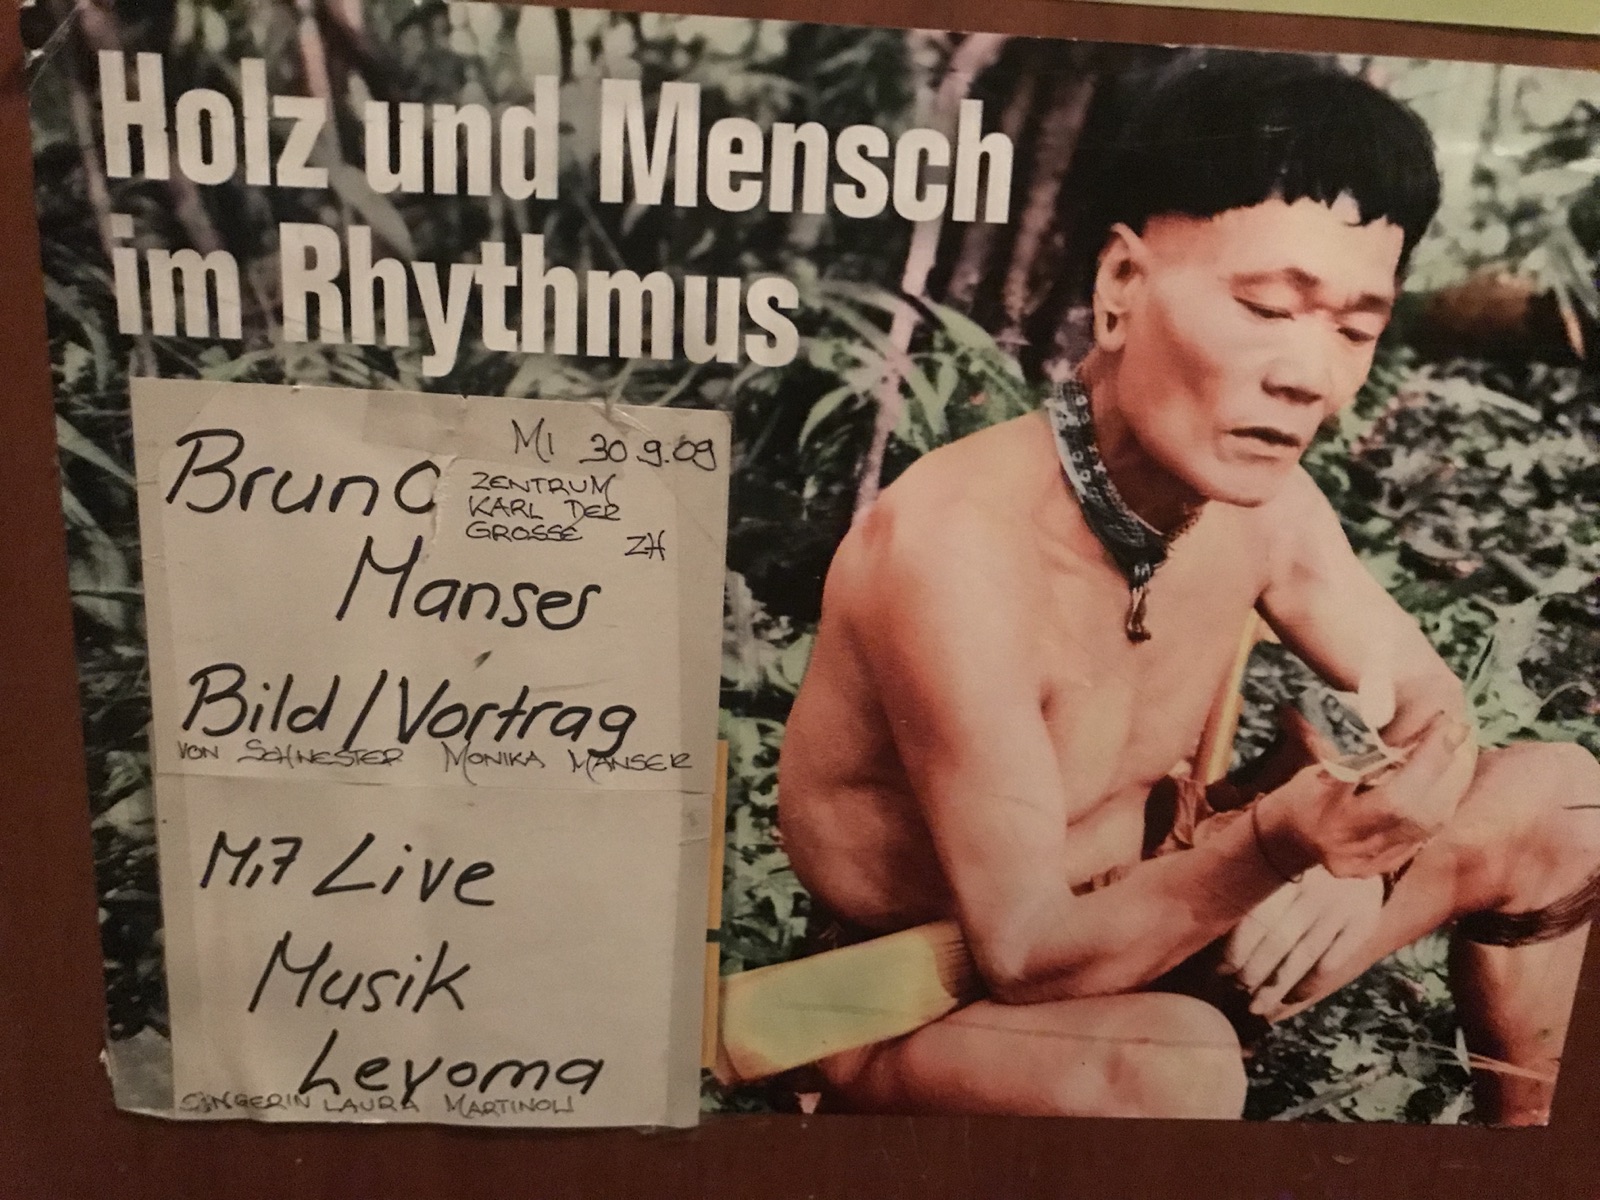 Holz und Mensch
im Rhythmus
MI 30.9.09
Bruno
ZENTRUM
KARL DER
GROSSE
ZH
Manser
Bild/Vortrag
VON SCHWESTER MONIKA MANSER
Mit Live
Musik
Leyoma
SÄNGERIN LAURA MARTINOLI